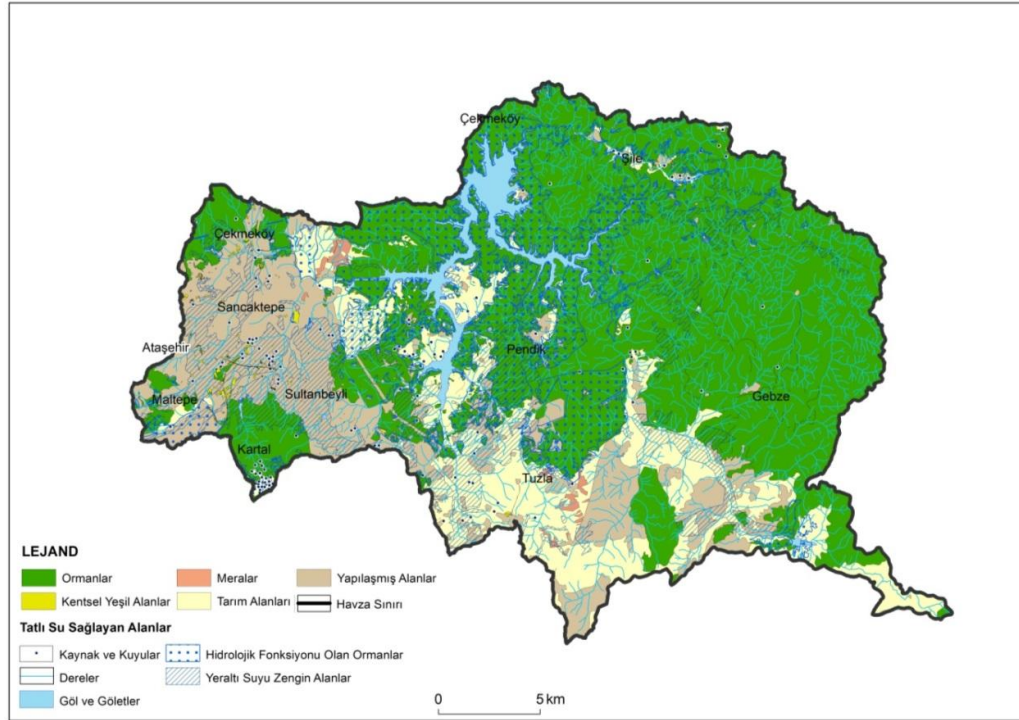 Çekmeköy
Şile
Çekmeköy
Sancaktepe
Ataşehir
Pendik
Maltepe
Sultanbeyli
Gebze
Kartal
Tuzla
LEJAND
Ormanlar
Meralar
Yapılaşmış Alanlar
Kentsel Yeşil Alanlar
Tarım Alanları
Havza Sınırı
Tatlı Su Sağlayan Alanlar
Kaynak ve Kuyular
Hidrolojik Fonksiyonu Olan Ormanlar
Dereler
Yeraltı Suyu Zengin Alanlar
Göl ve Göletler
0 5 km